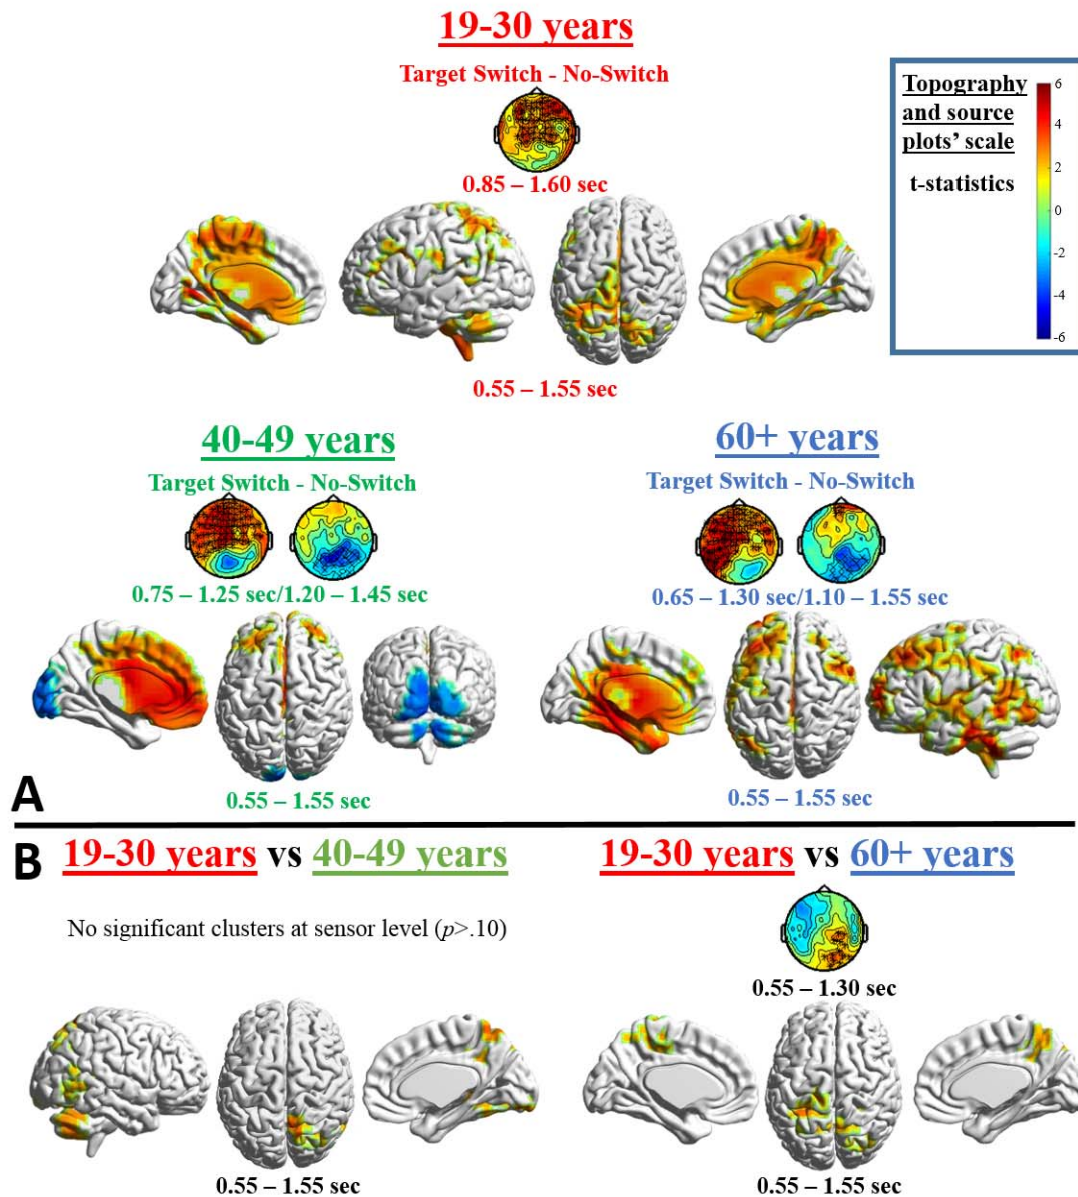 19-30 years
Target Switch - No-Switch
0.85 – 1.60 sec
0.55 – 1.55 sec
Topography
and source
plots’ scale
t-statistics
6
4
2
0
-2
-4
-6
40-49 years
Target Switch - No-Switch
0.75 – 1.25 sec/1.20 – 1.45 sec
0.55 – 1.55 sec
60+ years
Target Switch - No-Switch
0.65 – 1.30 sec/1.10 – 1.55 sec
0.55 – 1.55 sec
A
B
19-30 years vs 40-49 years
No significant clusters at sensor level (p>.10)
0.55 – 1.55 sec
19-30 years vs 60+ years
0.55 – 1.30 sec
0.55 – 1.55 sec